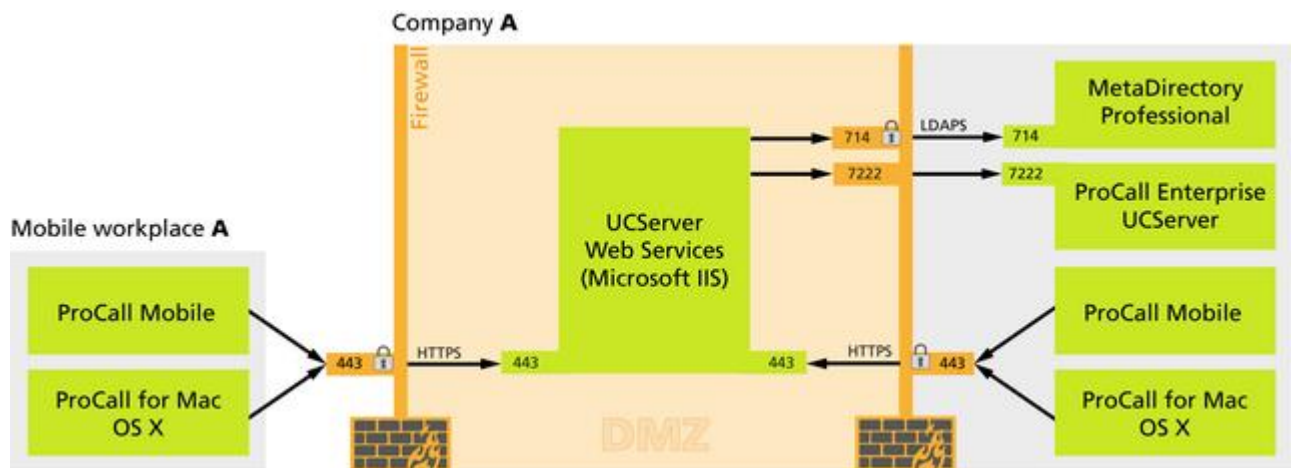 Company A
Firewall
MetaDirectory
Professional
714
LDAPS
714
7222
7222
ProCall Enterprise
UCServer
UCServer
Web Services
(Microsoft IIS)
Mobile workplace A
ProCall Mobile
ProCall Mobile
443
HTTPS
443
443
HTTPS
443
ProCall for Mac
OS X
ProCall for Mac
OS X
DMZ